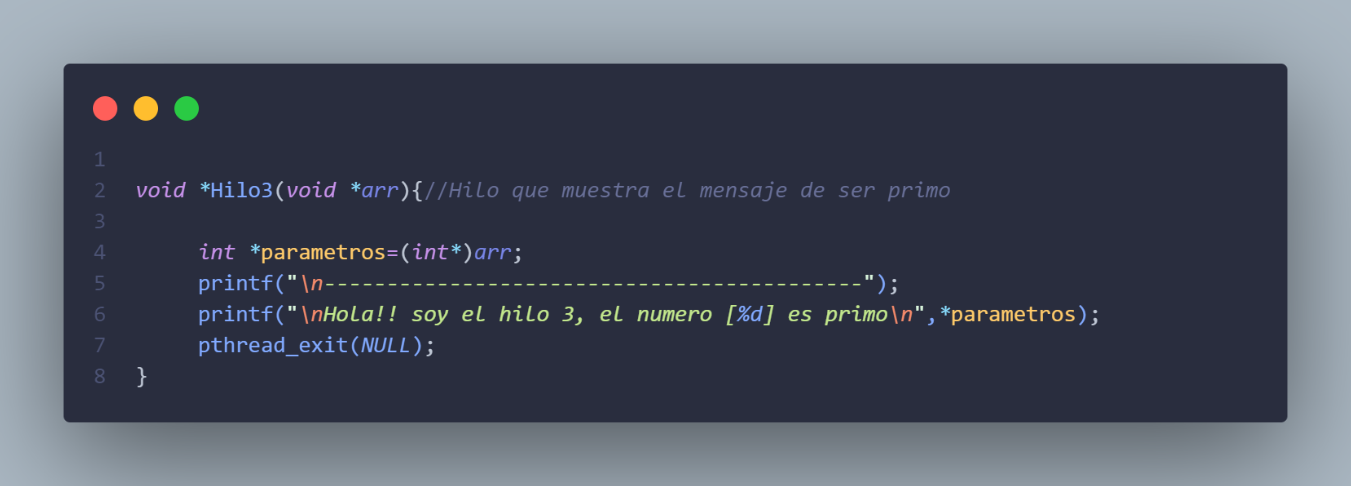 1
2 void *Hilo3(void *arr){//Hilo que muestra el mensaje de ser primo
3
4 int *parametros=(int*)arr;
5 printf("\n-------------------------------------------");
6 printf("\nHola!! soy el hilo 3, el numero [%d] es primo\n",*parametros);
7 pthread_exit(NULL);
8 }